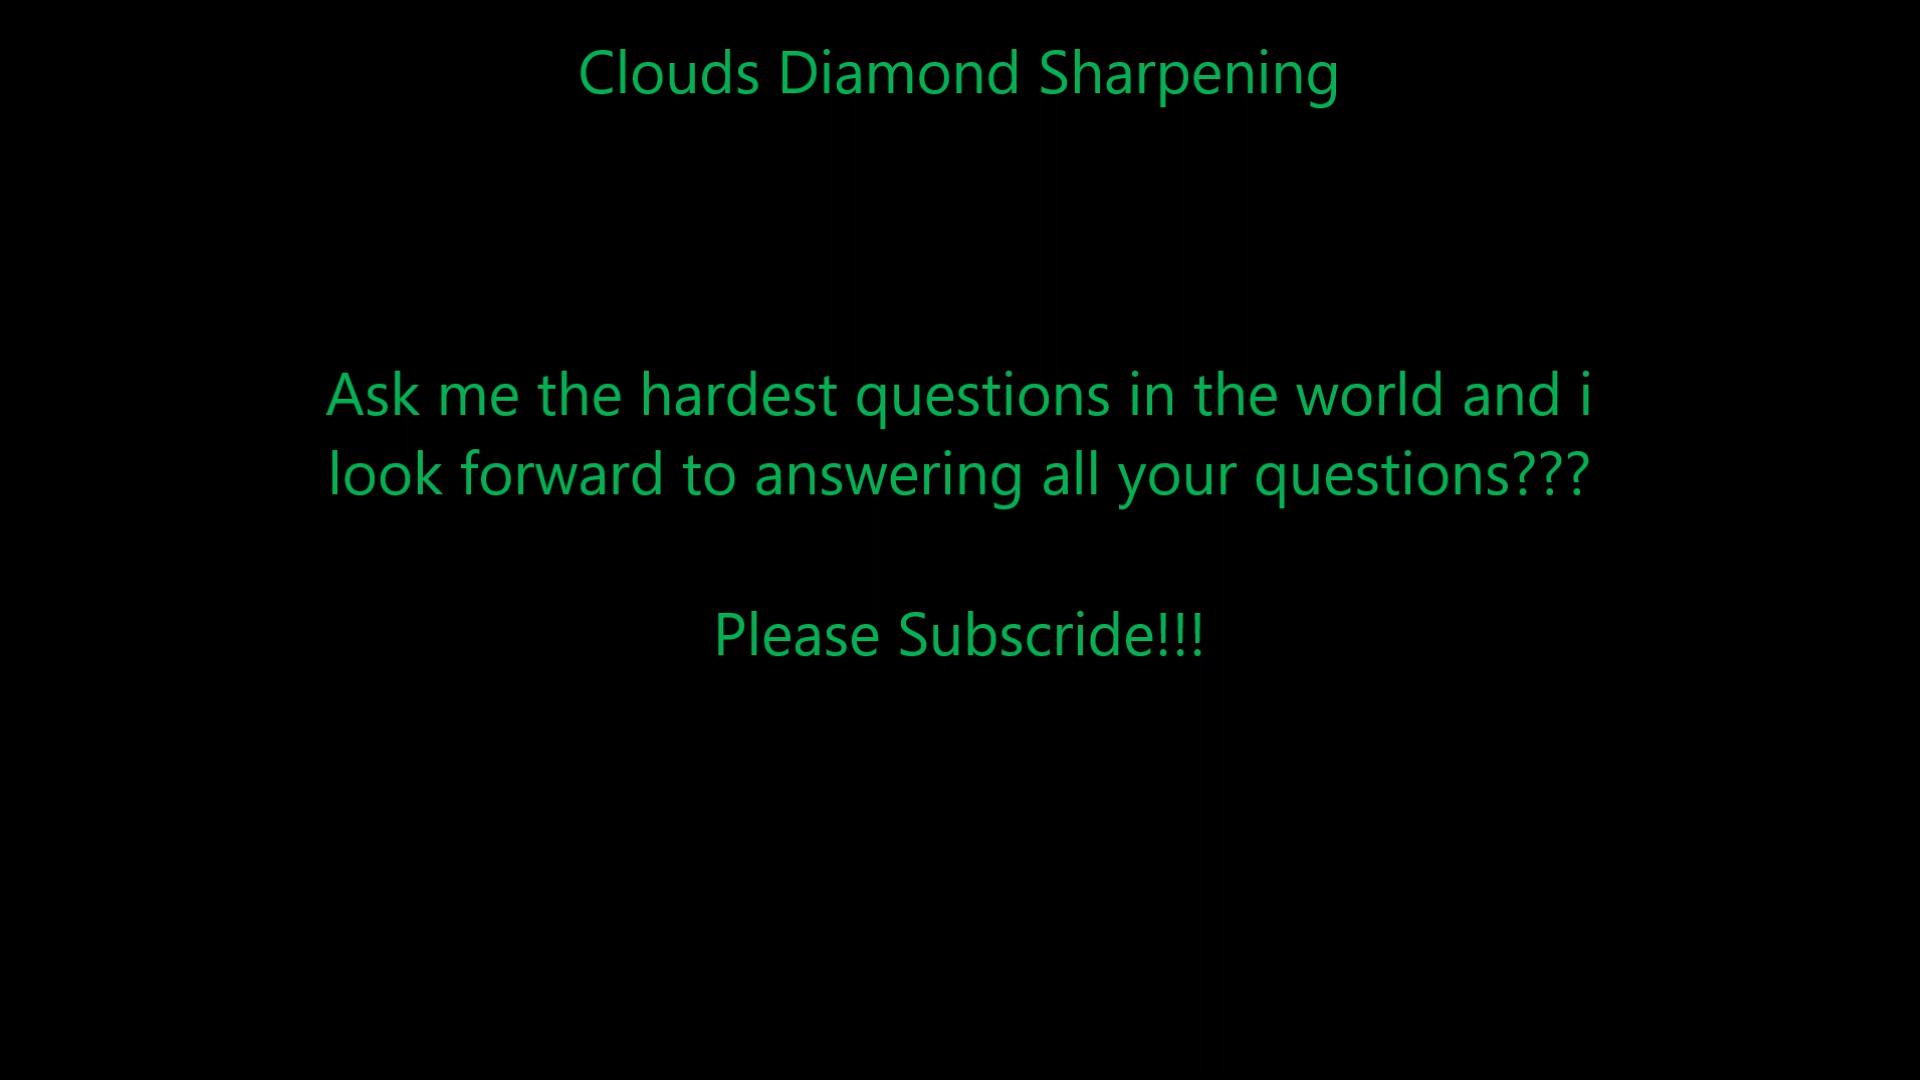 Clouds Diamond Sharpening
Ask me the hardest questions in the world and i
look forward to answering all your questions???
Please Subscride!!!